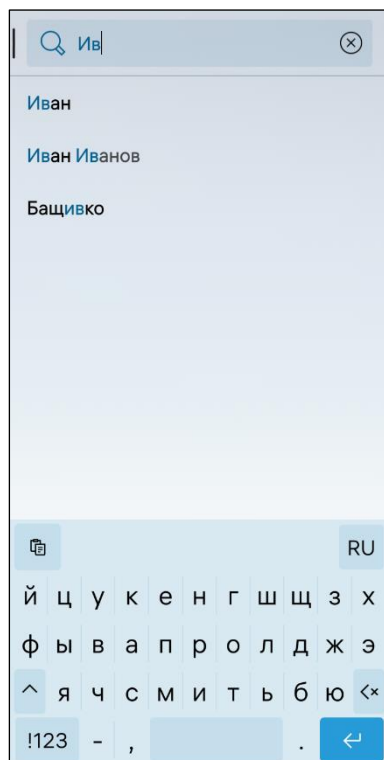 Ив
Иван
Иван Иванов
Бащивко
RU
й ц у к е н г ш щ з х
ф ы в а п р о л д ж э
я ч с м и т ь б ю
!123 - , .